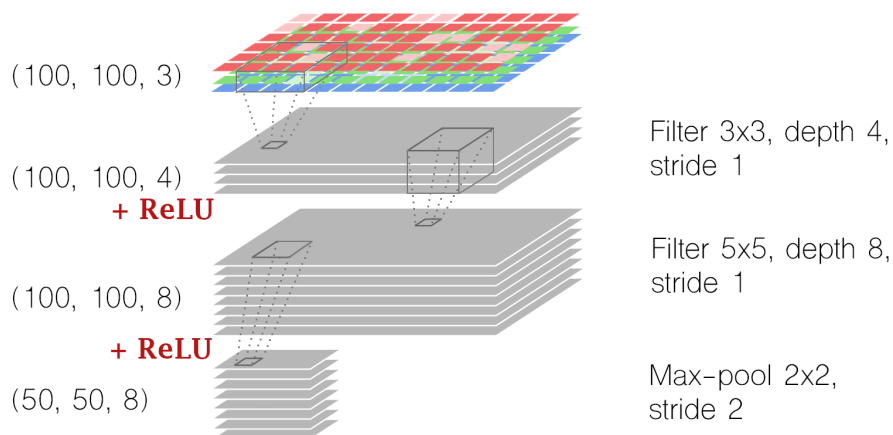 (100, 100, 3)
Filter 3x3, depth 4,
stride 1
(100, 100, 4)
+ ReLU
Filter 5x5, depth 8,
stride 1
(100, 100, 8)
+ ReLU
Max-pool 2x2,
stride 2
(50, 50, 8)